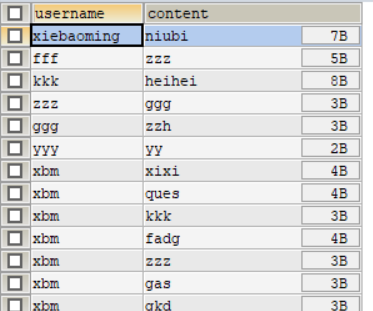 username content
xiebaoming niubi 7B
fff zzz 5B
kkk heihei 8B
zzz ggg 3B
ggg zzh 3B
yyy yy 2B
xbm xixi 4B
xbm ques 4B
xbm kkk 3B
xbm fadg 4B
xbm zzz 3B
xbm gas 3B
xbm gkd 3B